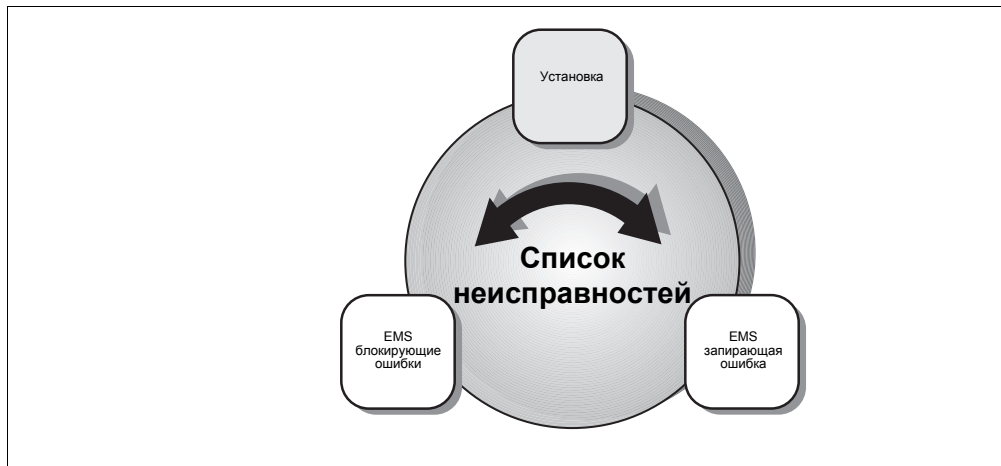 Установка
Список
неисправностей
EMS
блокирующие
ошибки
EMS
запирающая
ошибка